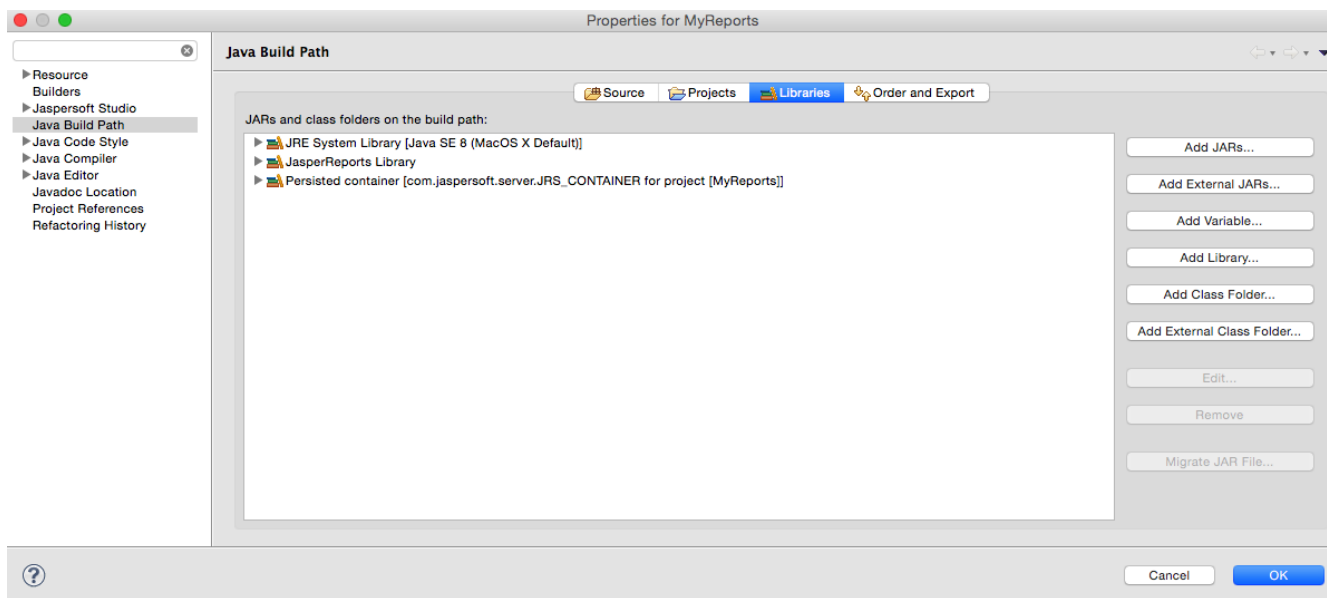 Properties for MyReports
Resource
Builders
Jaspersoft Studio
Java Build Path
Java Code Style
Java Compiler
Java Editor
Javadoc Location
Project References
Refactoring History
Java Build Path
Source Projects Libraries Order and Export
JARs and class folders on the build path:
JRE System Library [Java SE 8 (MacOS X Default)]
JasperReports Library
Persisted container [com.jaspersoft.server.JRS_CONTAINER for project [MyReports]]
Add JARs...
Add External JARs...
Add Variable...
Add Library...
Add Class Folder...
Add External Class Folder...
Edit...
Remove
Migrate JAR File...
?
Cancel OK